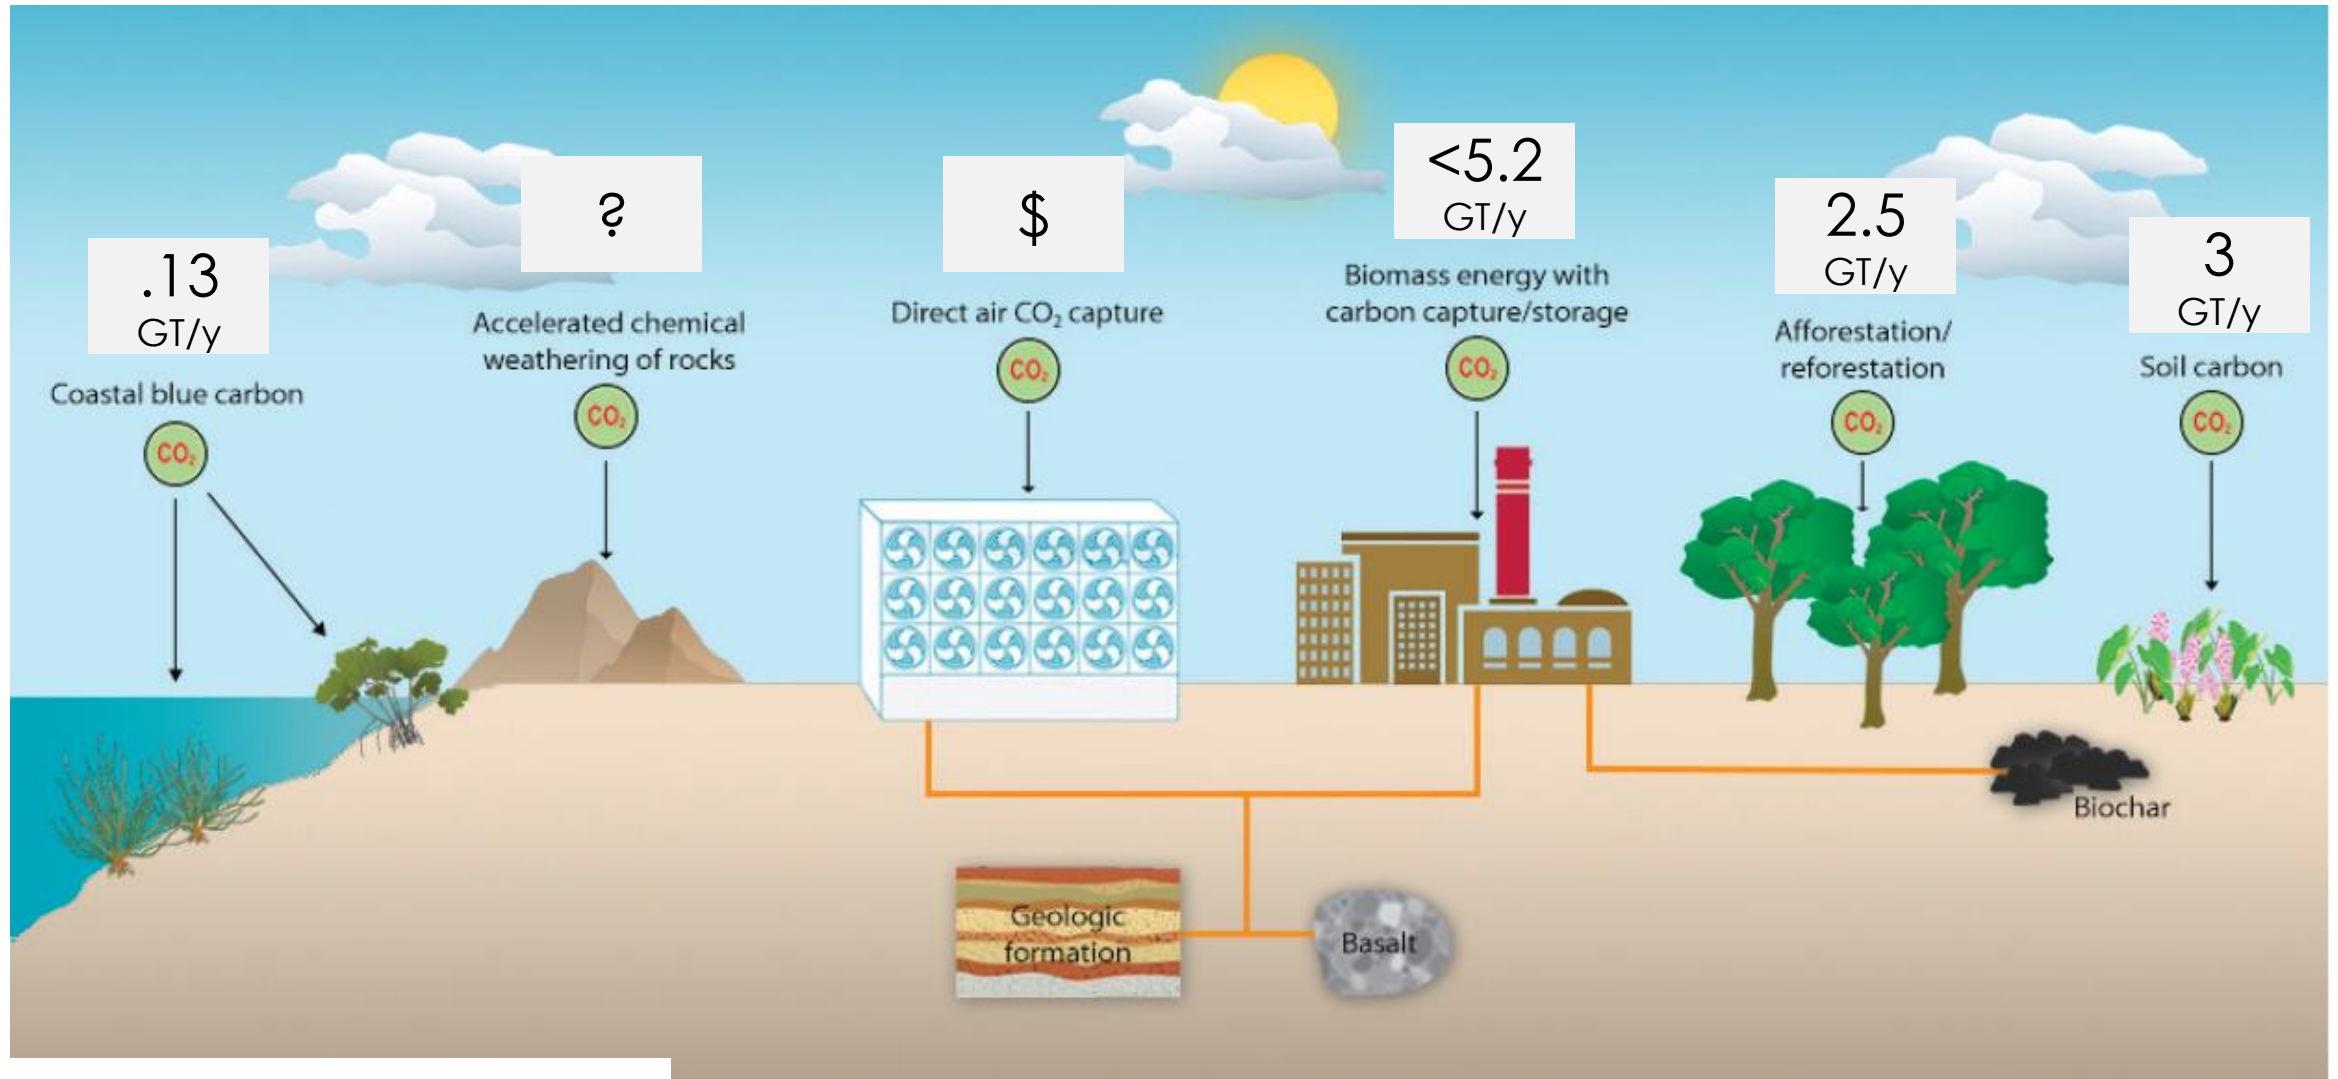 .13
GT/y
Coastal blue carbon
CO₂
?
Accelerated chemical
weathering of rocks
CO₂
$
Direct air CO₂ capture
CO₂
<5.2
GT/y
Biomass energy with
carbon capture/storage
CO₂
2.5
GT/y
Afforestation/
reforestation
CO₂
3
GT/y
Soil carbon
CO₂
Biochar
Geologic
formation
Basalt